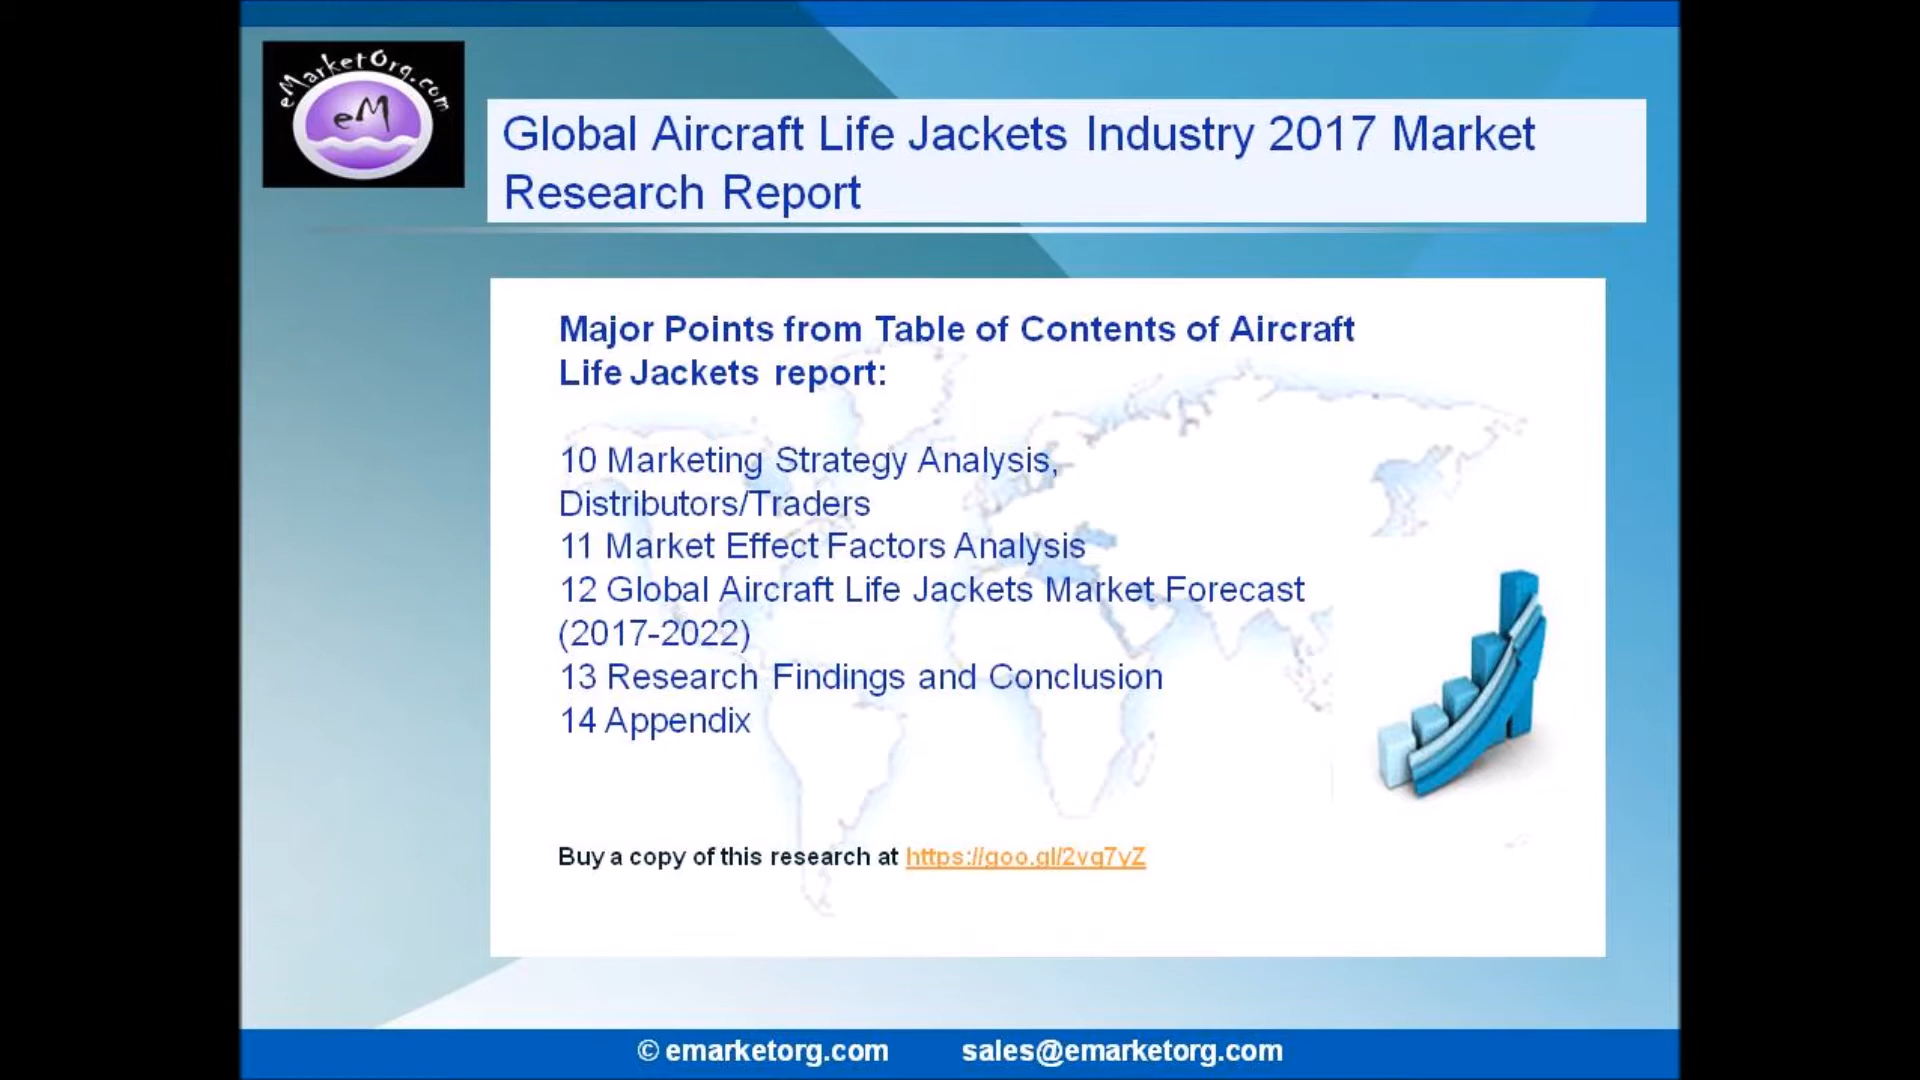 eMarketOrg.com
eM
Global Aircraft Life Jackets Industry 2017 Market
Research Report
Major Points from Table of Contents of Aircraft
Life Jackets report:
10 Marketing Strategy Analysis,
Distributors/Traders
11 Market Effect Factors Analysis
12 Global Aircraft Life Jackets Market Forecast
(2017-2022)
13 Research Findings and Conclusion
14 Appendix
Buy a copy of this research at https://goo.gl/2vq7yZ
© emarketorg.com sales@emarketorg.com